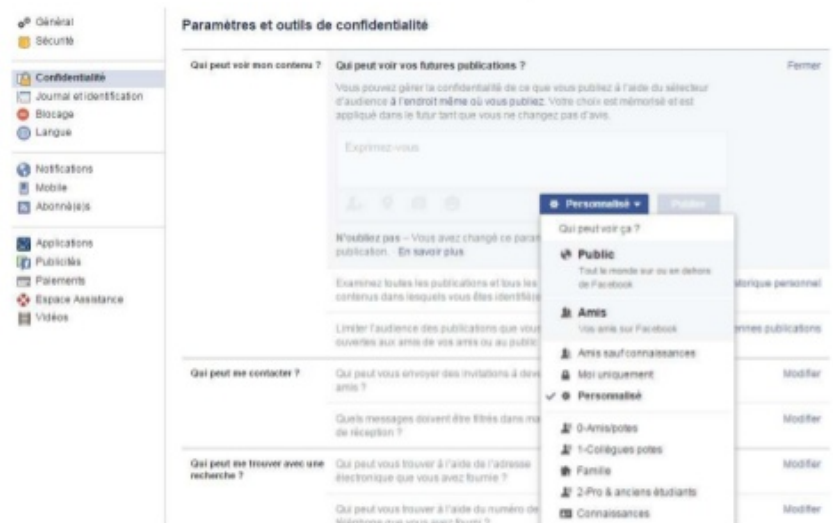 Général
Sécurité
Confidentialité
Journal et identification
Blocage
Langue
Notifications
Mobile
Abonné(e)s
Applications
Publicités
Paiements
Espace Assistance
Vidéos
Paramètres et outils de confidentialité
Qui peut voir mon contenu ?
Qui peut voir vos futures publications ?
Fermer
Vous pouvez gérer la confidentialité de ce que vous publiez à l'aide du sélecteur
d'audience à l'endroit même où vous publiez. Votre choix est mémorisé et est
appliqué dans le futur tant que vous ne changez pas d'avis.
Exprimez-vous
Personnalisé
Publier
N'oubliez pas – Vous avez changé ce param
publication. En savoir plus
Examinez toutes les publications et tous les
contenus dans lesquels vous êtes identifié(e
storique personnel
Limiter l'audience des publications que vous
ouvertes aux amis de vos amis ou au public
ennes publications
Qui peut voir ça ?
Public
Tout le monde sur ou en dehors
de Facebook
Amis
Vos amis sur Facebook
Amis sauf connaissances
Moi uniquement
Personnalisé
0-Amis/potes
1-Collègues potes
Famille
2-Pro & anciens étudiants
Connaissances
Qui peut me contacter ?
Qui peut vous envoyer des invitations à deve
amis ?
Modifier
Quels messages doivent être filtrés dans ma
de réception ?
Modifier
Qui peut me trouver avec une
recherche ?
Qui peut vous trouver à l'aide de l'adresse
électronique que vous avez fournie ?
Modifier
Qui peut vous trouver à l'aide du numéro de
téléphone que vous avez fourni ?
Modifier